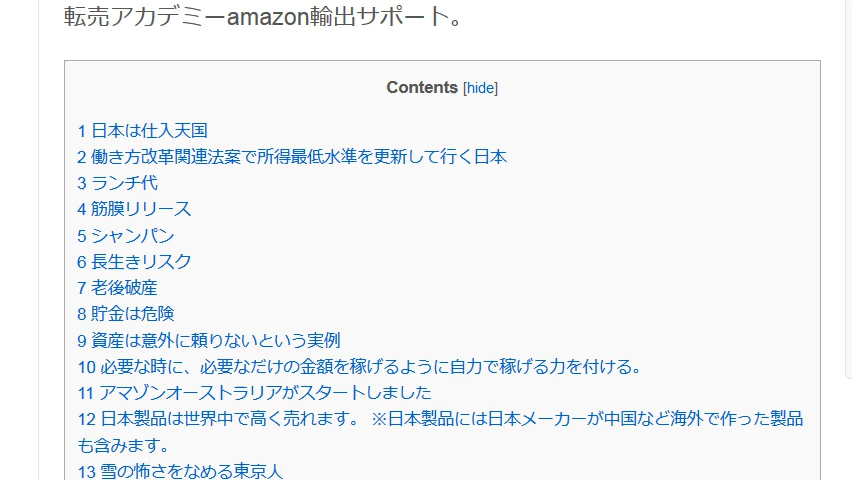 転売アカデミーamazon輸出サポート。
Contents [hide]
1 日本は仕入天国
2 働き方改革関連法案で所得最低水準を更新して行く日本
3 ランチ代
4 筋膜リリース
5 シャンパン
6 長生きリスク
7 老後破産
8 貯金は危険
9 資産は意外に頼りないという実例
10 必要な時に、必要なだけの金額を稼げるように自力で稼げる力を付ける。
11 アマゾンオーストラリアがスタートしました
12 日本製品は世界中で高く売れます。 ※日本製品には日本メーカーが中国など海外で作った製品
も含みます。
13 雪の怖さをなめる東京人